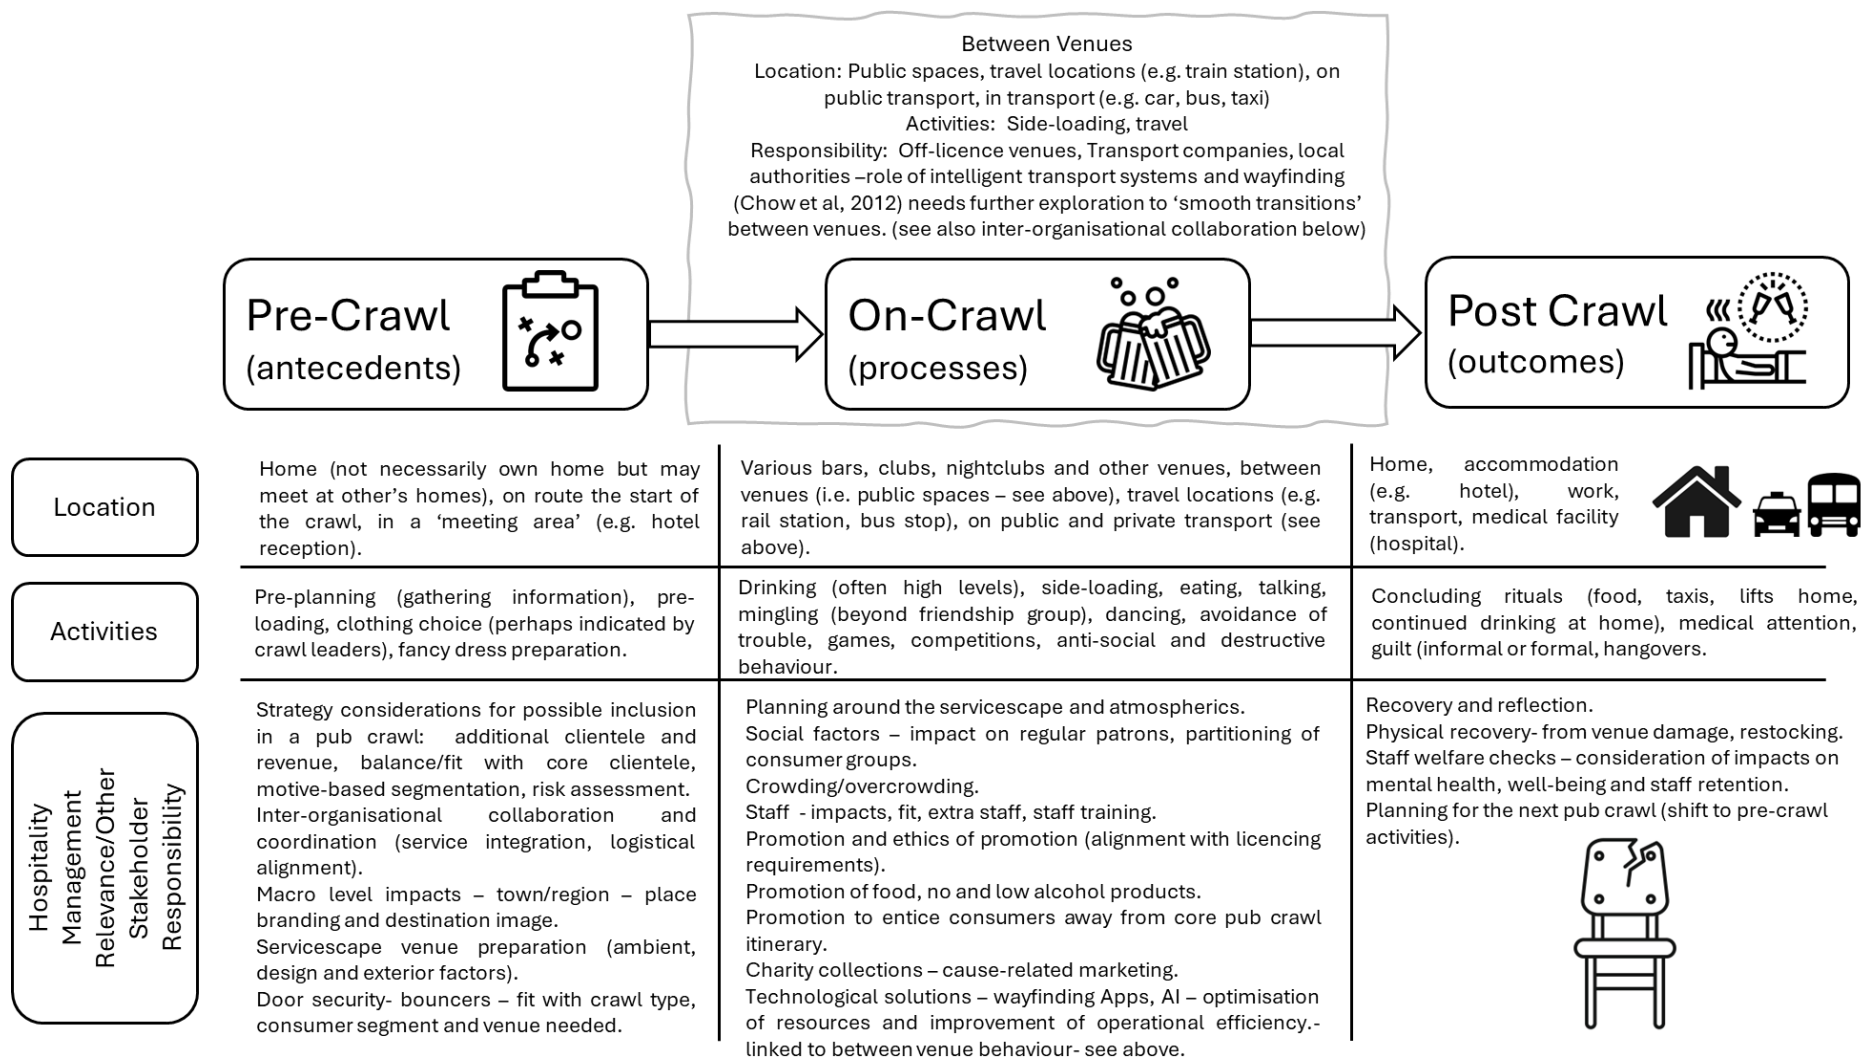 Between Venues
Location: Public spaces, travel locations (e.g. train station), on
public transport, in transport (e.g. car, bus, taxi)
Activities: Side-loading, travel
Responsibility: Off-licence venues, Transport companies, local
authorities –role of intelligent transport systems and wayfinding
(Chow et al, 2012) needs further exploration to ‘smooth transitions’
between venues. (see also inter-organisational collaboration below)
Pre-Crawl
(antecedents)
On-Crawl
(processes)
Post Crawl
(outcomes)
Location
Home (not necessarily own home but may
meet at other’s homes), on route the start of
the crawl, in a ‘meeting area’ (e.g. hotel
reception).
Various bars, clubs, nightclubs and other venues, between
venues (i.e. public spaces – see above), travel locations (e.g.
rail station, bus stop), on public and private transport (see
above).
Home, accommodation
(e.g. hotel), work,
transport, medical facility
(hospital).
Activities
Pre-planning (gathering information), pre-
loading, clothing choice (perhaps indicated by
crawl leaders), fancy dress preparation.
Drinking (often high levels), side-loading, eating, talking,
mingling (beyond friendship group), dancing, avoidance of
trouble, games, competitions, anti-social and destructive
behaviour.
Concluding rituals (food, taxis, lifts home,
continued drinking at home), medical attention,
guilt (informal or formal, hangovers.
Hospitality
Management
Relevance/Other
Stakeholder
Responsibility
Strategy considerations for possible inclusion
in a pub crawl: additional clientele and
revenue, balance/fit with core clientele,
motive-based segmentation, risk assessment.
Inter-organisational collaboration and
coordination (service integration, logistical
alignment).
Macro level impacts – town/region – place
branding and destination image.
Servicescape venue preparation (ambient,
design and exterior factors).
Door security- bouncers – fit with crawl type,
consumer segment and venue needed.
Planning around the servicescape and atmospherics.
Social factors – impact on regular patrons, partitioning of
consumer groups.
Crowding/overcrowding.
Staff - impacts, fit, extra staff, staff training.
Promotion and ethics of promotion (alignment with licencing
requirements).
Promotion of food, no and low alcohol products.
Promotion to entice consumers away from core pub crawl
itinerary.
Charity collections – cause-related marketing.
Technological solutions – wayfinding Apps, AI – optimisation
of resources and improvement of operational efficiency.-
linked to between venue behaviour- see above.
Recovery and reflection.
Physical recovery- from venue damage, restocking.
Staff welfare checks – consideration of impacts on
mental health, well-being and staff retention.
Planning for the next pub crawl (shift to pre-crawl
activities).